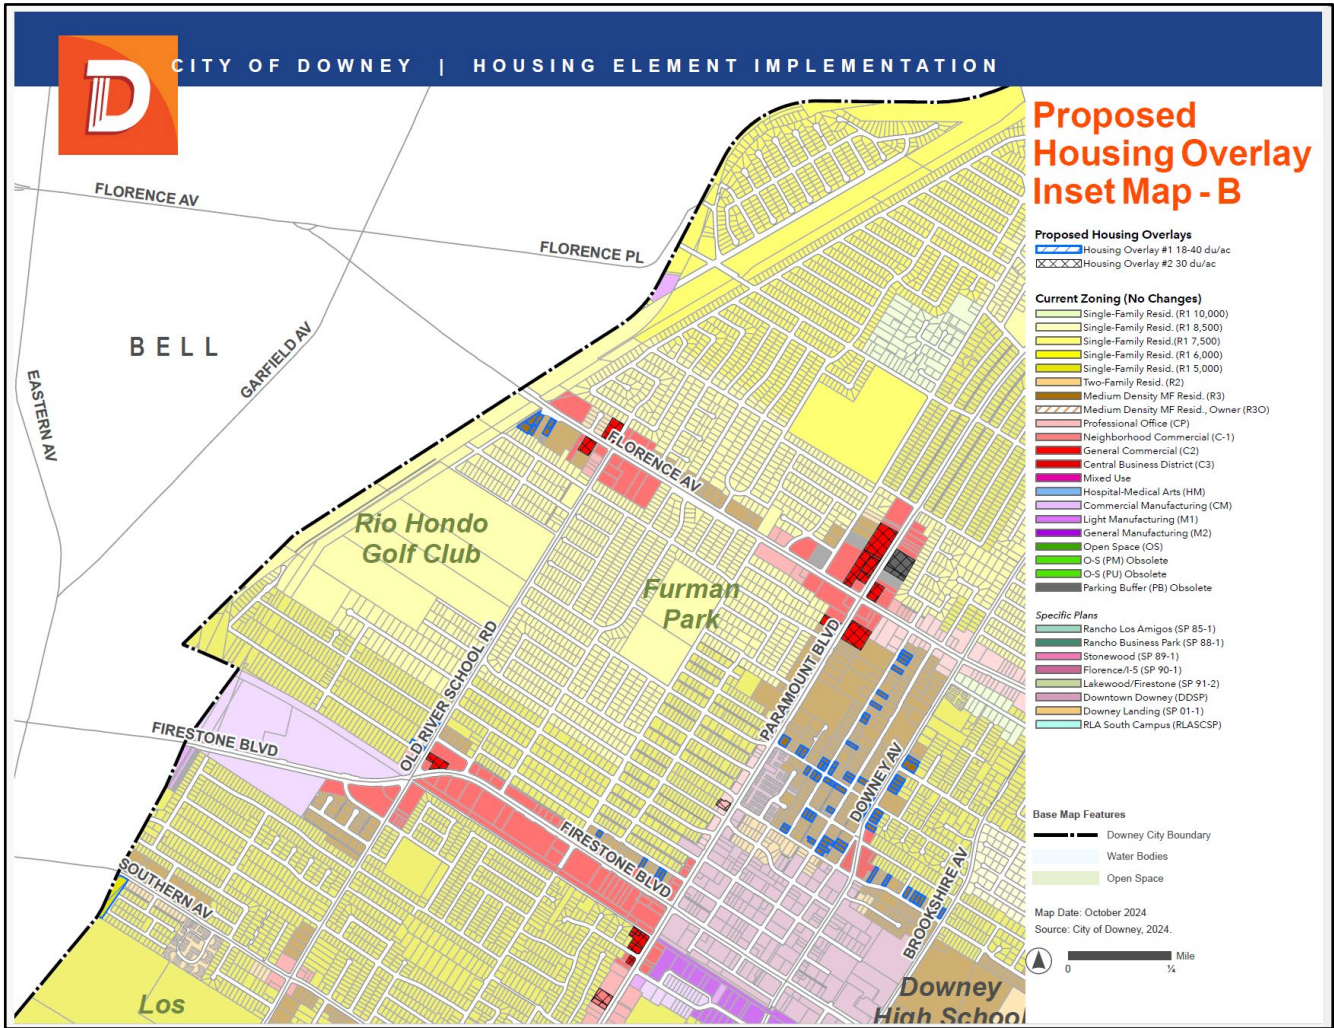 D
CITY OF DOWNEY | HOUSING ELEMENT IMPLEMENTATION
Proposed
Housing Overlay
Inset Map - B
Proposed Housing Overlays
Housing Overlay #1 18-40 du/ac
Housing Overlay #2 30 du/ac
Current Zoning (No Changes)
Single-Family Resid. (R1 10,000)
Single-Family Resid. (R1 8,500)
Single-Family Resid.(R1 7,500)
Single-Family Resid. (R1 6,000)
Single-Family Resid. (R1 5,000)
Two-Family Resid. (R2)
Medium Density MF Resid. (R3)
Medium Density MF Resid., Owner (R3O)
Professional Office (CP)
Neighborhood Commercial (C-1)
General Commercial (C2)
Central Business District (C3)
Mixed Use
Hospital-Medical Arts (HM)
Commercial Manufacturing (CM)
Light Manufacturing (M1)
General Manufacturing (M2)
Open Space (OS)
O-S (PM) Obsolete
O-S (PU) Obsolete
Parking Buffer (PB) Obsolete
Specific Plans
Rancho Los Amigos (SP 85-1)
Rancho Business Park (SP 88-1)
Stonewood (SP 89-1)
Florence/I-5 (SP 90-1)
Lakewood/Firestone (SP 91-2)
Downtown Downey (DDSP)
Downey Landing (SP 01-1)
RLA South Campus (RLASCSP)
Base Map Features
Downey City Boundary
Water Bodies
Open Space
Map Date: October 2024
Source: City of Downey, 2024.
Mile
0
¼
FLORENCE AV
FLORENCE PL
BELL
GARFIELD AV
EASTERN AV
FLORENCE AV
Rio Hondo
Golf Club
Furman
Park
OLD RIVER SCHOOL RD
PARAMOUNT BLVD
FIRESTONE BLVD
DOWNEY AV
FIRESTONE BLVD
SOUTHERN AV
BROOKSHIRE AV
Los
Downey
High School